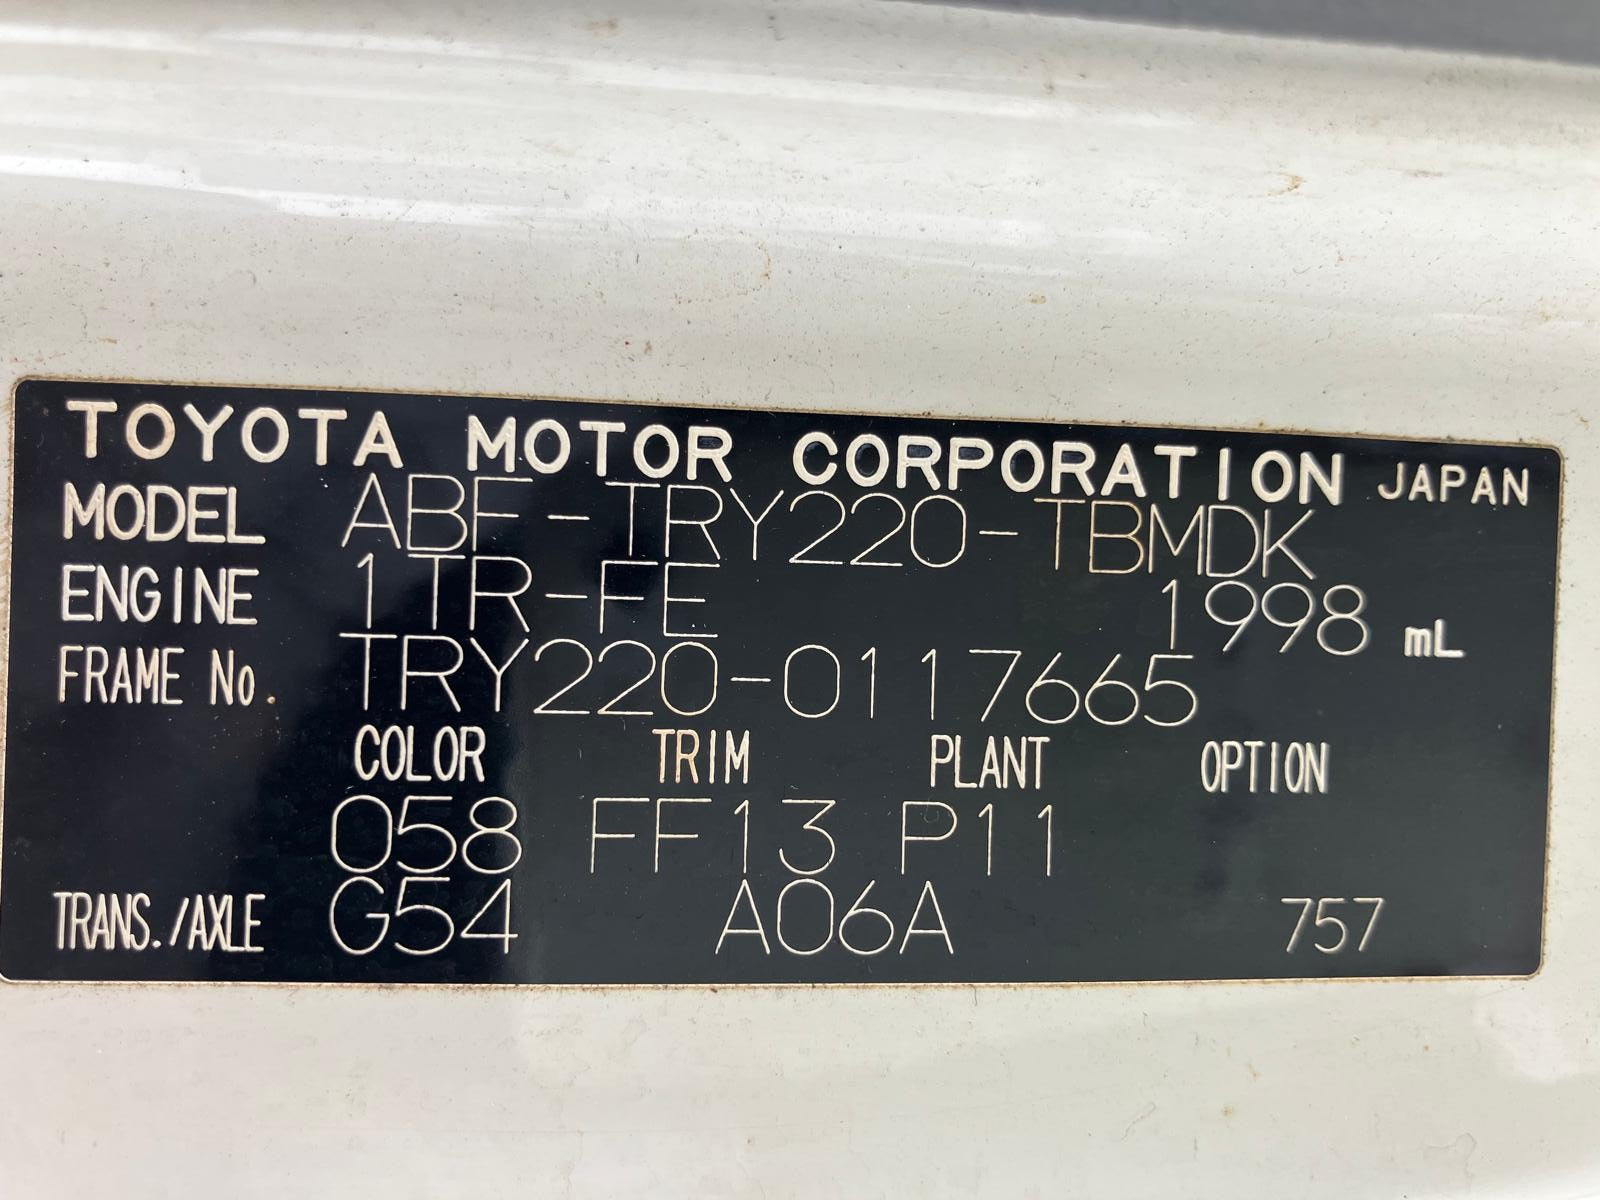 TOYOTA MOTOR CORPORATION JAPAN
MODEL ABF-TRY220-TBMDK
ENGINE 1TR-FE 1998 mL
FRAME No. TRY220-0117665
COLOR TRIM PLANT OPTION
058 FF13 P11
TRANS./AXLE G54 A06A 757